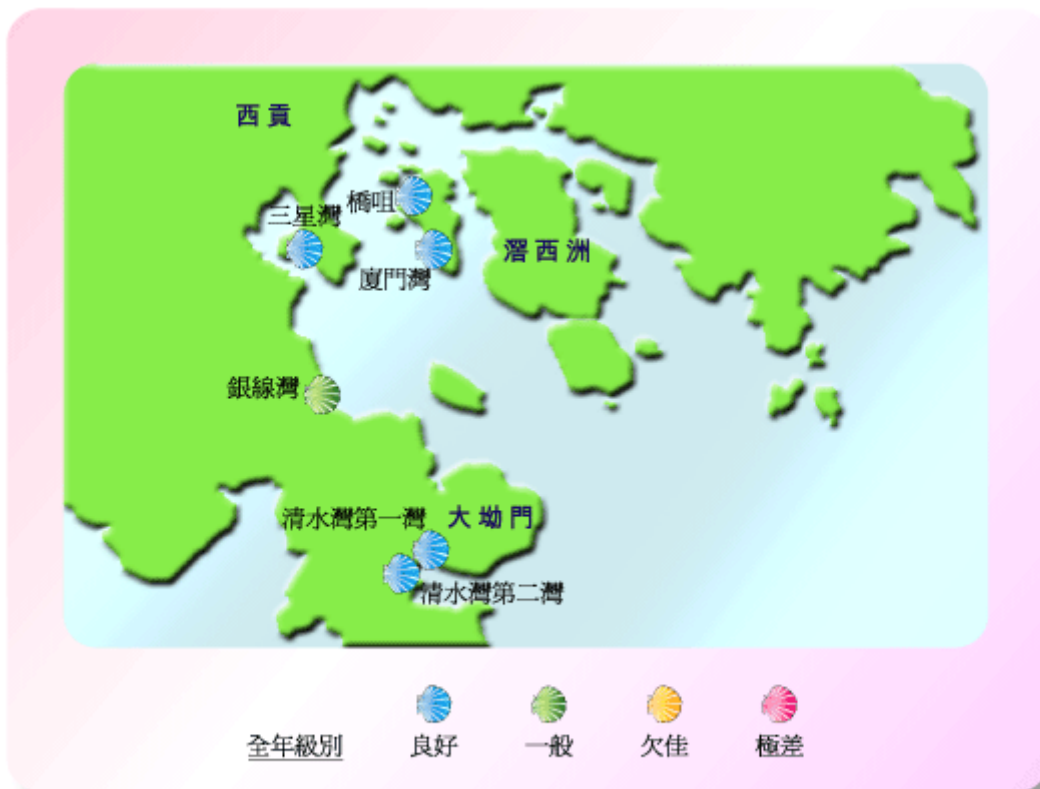 西貢
橋咀
三星灣
滘西洲
廈門灣
銀線灣
清水灣第一灣
大坳門
清水灣第二灣
全年級別 良好 一般 欠佳 極差